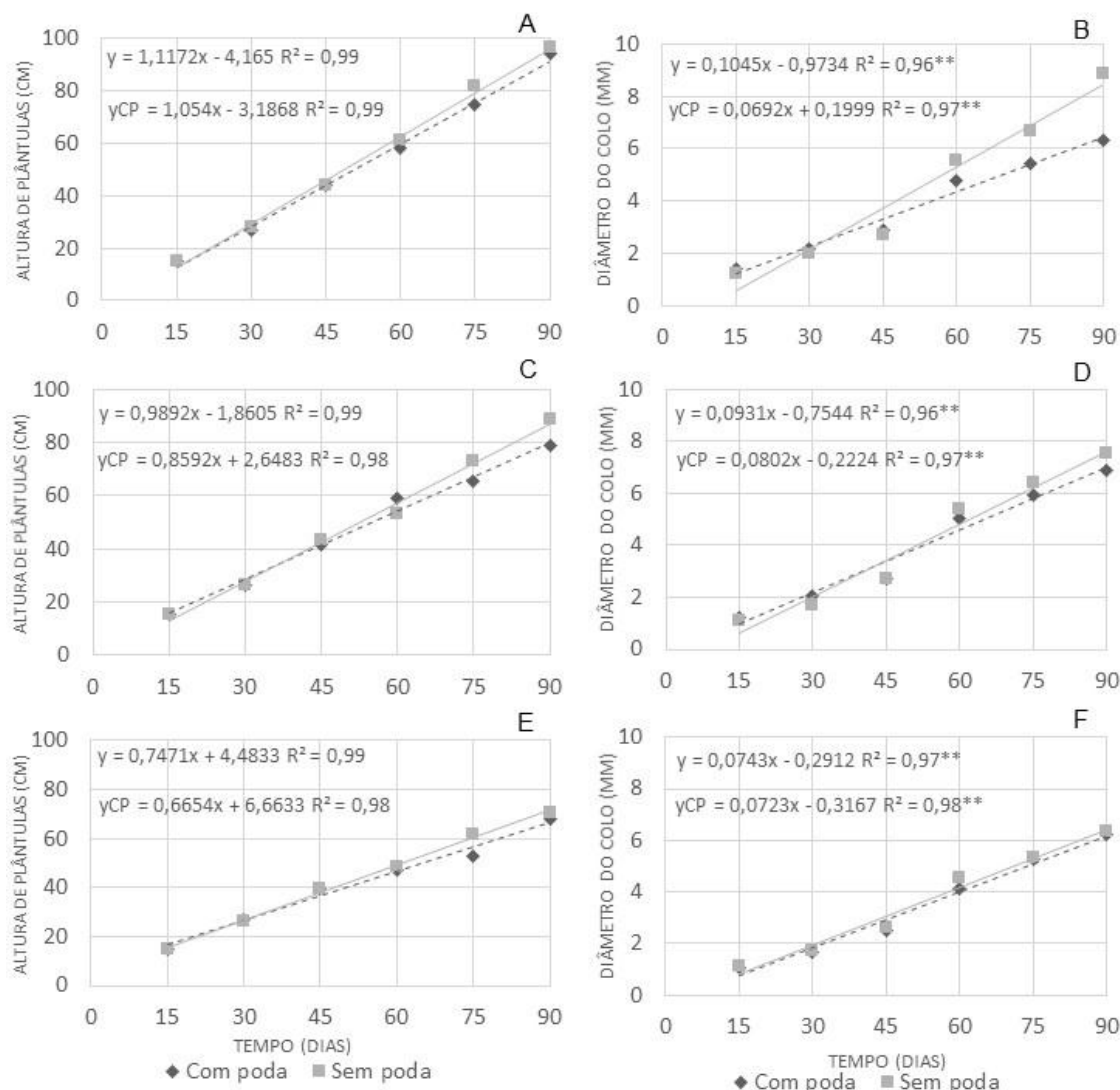 A
ALTURA DE PLÂNTULAS (CM)
100
80
60
40
20
0
y = 1,1172x - 4,165 R² = 0,99
yCP = 1,054x - 3,1868 R² = 0,99
0 15 30 45 60 75 90
B
DIÂMETRO DO COLO (MM)
10
8
6
4
2
0
y = 0,1045x - 0,9734 R² = 0,96**
yCP = 0,0692x + 0,1999 R² = 0,97**
0 15 30 45 60 75 90
C
ALTURA DE PLÂNTULAS (CM)
100
80
60
40
20
0
y = 0,9892x - 1,8605 R² = 0,99
yCP = 0,8592x + 2,6483 R² = 0,98
0 15 30 45 60 75 90
D
DIÂMETRO DO COLO (MM)
10
8
6
4
2
0
y = 0,0931x - 0,7544 R² = 0,96**
yCP = 0,0802x - 0,2224 R² = 0,97**
0 15 30 45 60 75 90
E
ALTURA DE PLÂNTULAS (CM)
100
80
60
40
20
0
y = 0,7471x + 4,4833 R² = 0,99
yCP = 0,6654x + 6,6633 R² = 0,98
0 15 30 45 60 75 90
TEMPO (DIAS)
Com poda Sem poda
F
DIÂMETRO DO COLO (MM)
10
8
6
4
2
0
y = 0,0743x - 0,2912 R² = 0,97**
yCP = 0,0723x - 0,3167 R² = 0,98**
0 15 30 45 60 75 90
TEMPO (DIAS)
Com poda Sem poda